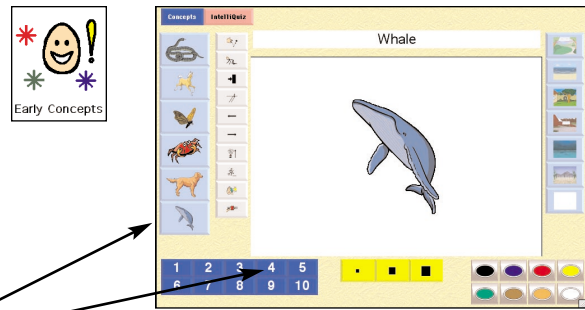 Concepts IntelliQuiz
Whale
Early Concepts
1 2 3 4 5
6 7 8 9 10